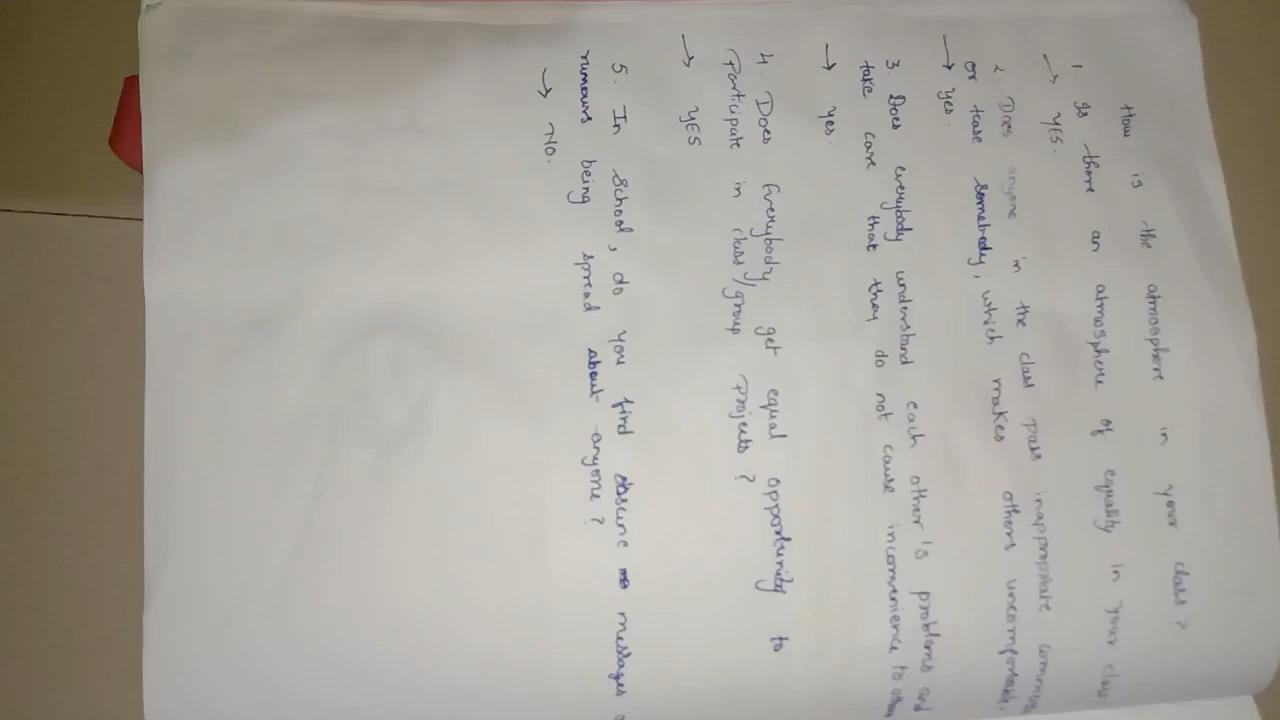 How is the atmosphere in your class?
1 Is there an atmosphere of equality in your class
→ YES.
2. Does anyone in the class pass inappropriate
or tease somebody, which makes others uncomfortable,
→ Yes.
3. Does everybody understand each other's problems and
take care that they do not cause inconvenience to
→ Yes.
4. Does Everybody get equal opportunity to
Participate in class/group projects?
→ YES
5. In School, do you find messages
rumours being spread about anyone?
→ No.